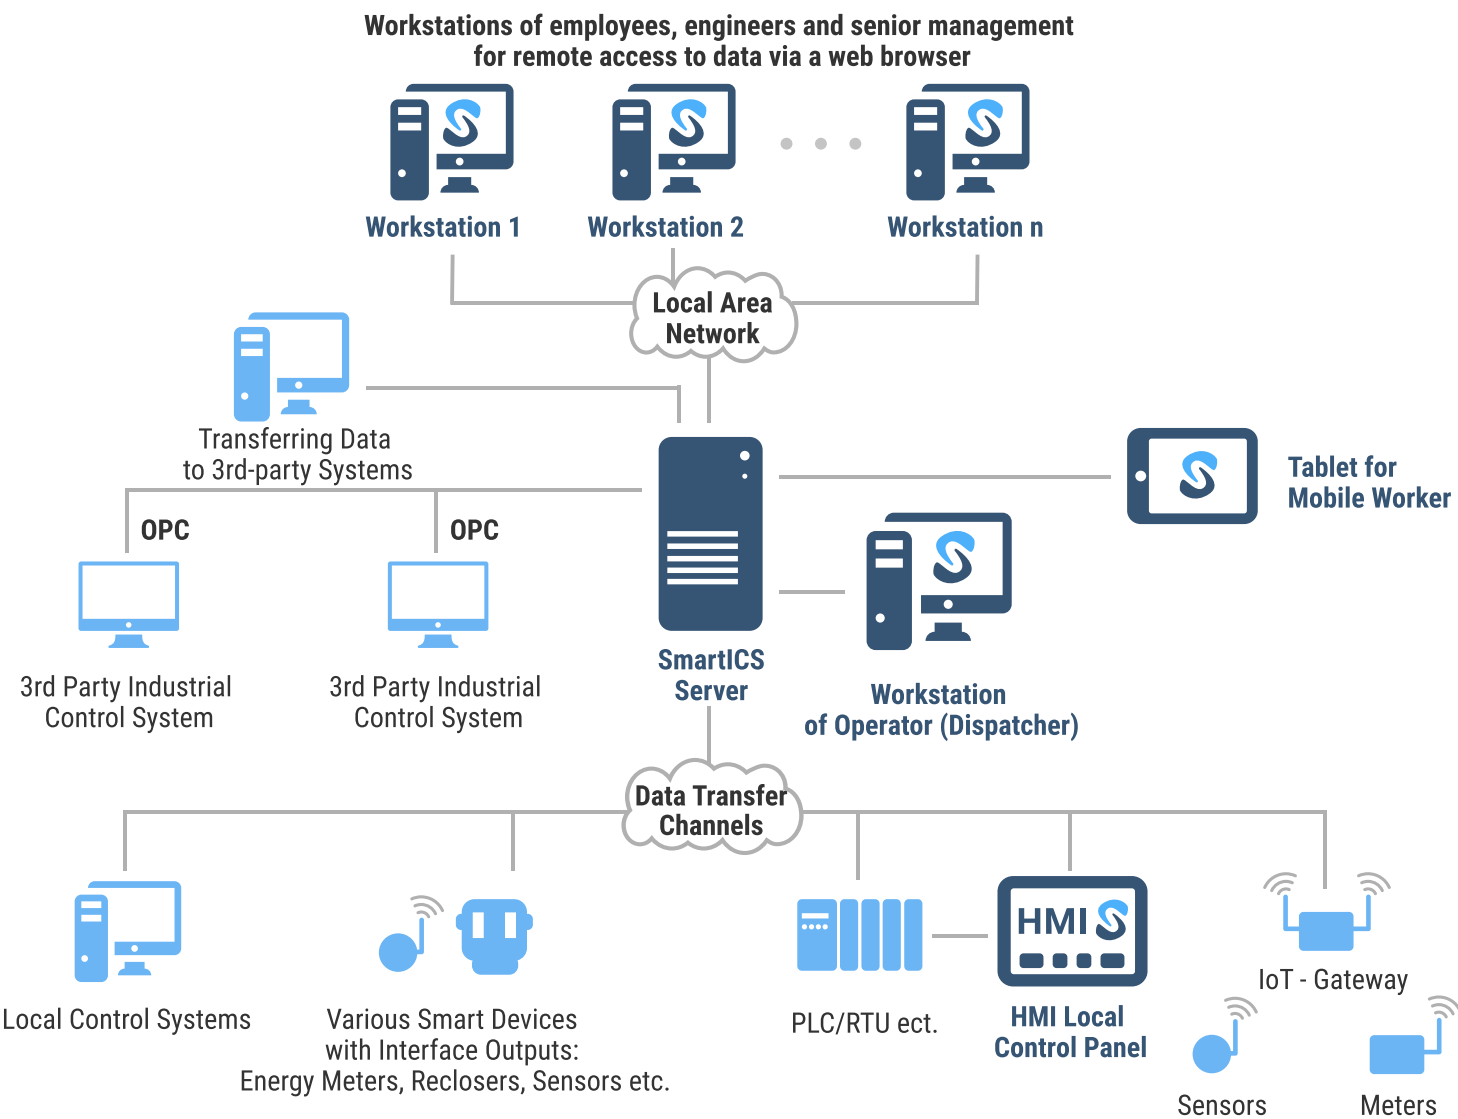 Workstations of employees, engineers and senior management
for remote access to data via a web browser
Workstation 1
Workstation 2
Workstation n
Local Area
Network
Transferring Data
to 3rd-party Systems
Tablet for
Mobile Worker
OPC
OPC
3rd Party Industrial
Control System
3rd Party Industrial
Control System
SmartICS
Server
Workstation
of Operator (Dispatcher)
Data Transfer
Channels
HMI
Local Control Systems
Various Smart Devices
with Interface Outputs:
Energy Meters, Reclosers, Sensors etc.
PLC/RTU ect.
HMI Local
Control Panel
IoT - Gateway
Sensors
Meters